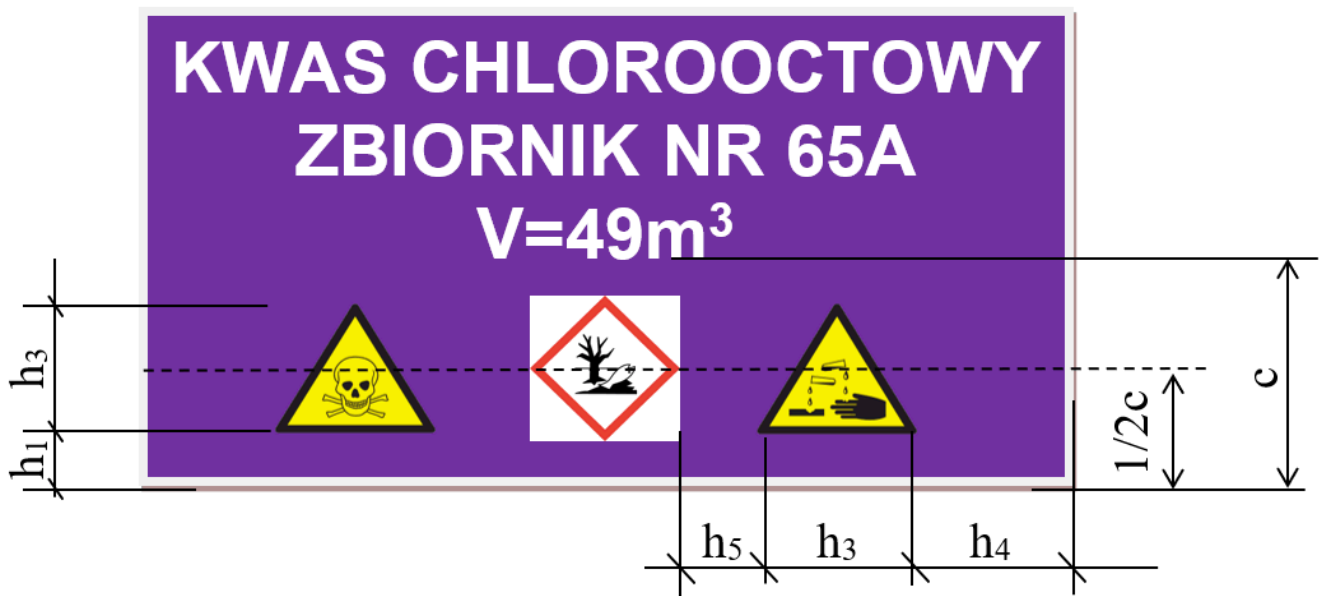 KWAS CHLOROOCTOWY
ZBIORNIK NR 65A
V=49m³
h₃
h₁
c
1/2c
h₅
h₃
h₄